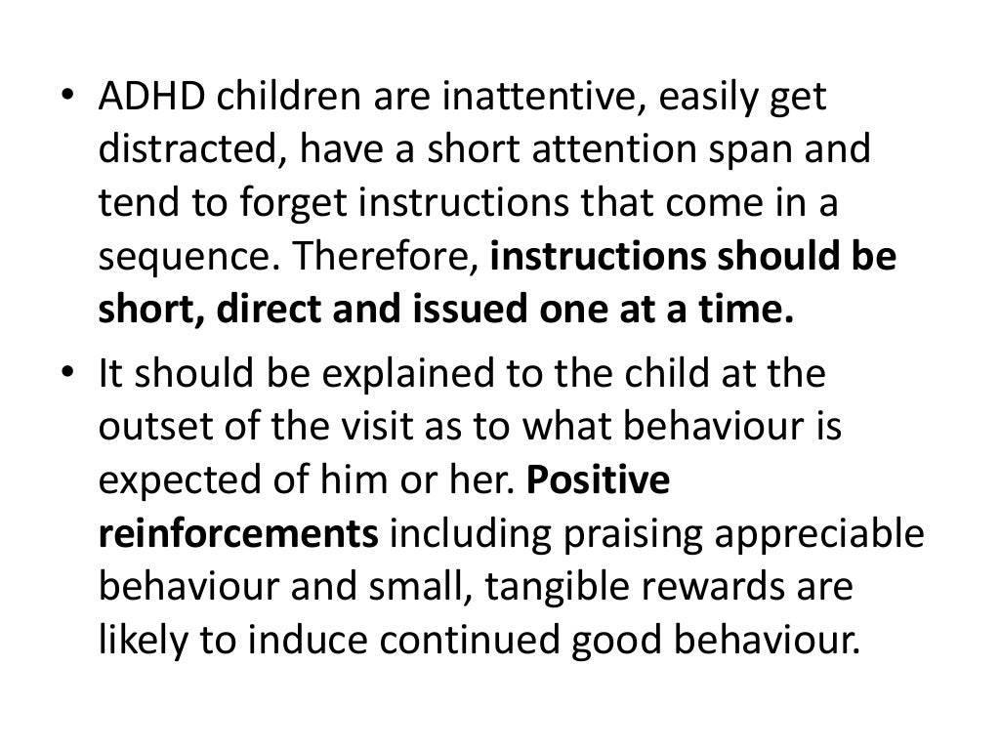 • ADHD children are inattentive, easily get
distracted, have a short attention span and
tend to forget instructions that come in a
sequence. Therefore, instructions should be
short, direct and issued one at a time.
• It should be explained to the child at the
outset of the visit as to what behaviour is
expected of him or her. Positive
reinforcements including praising appreciable
behaviour and small, tangible rewards are
likely to induce continued good behaviour.